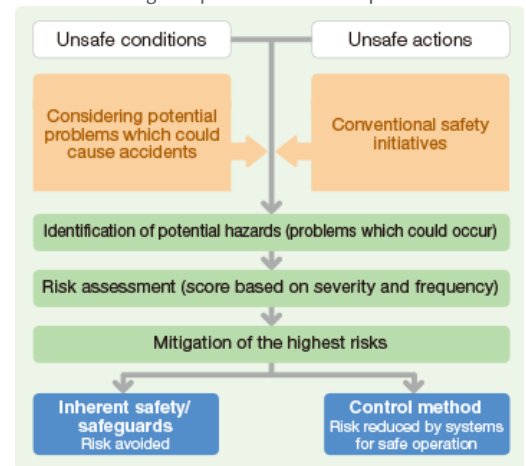 Unsafe conditions
Unsafe actions
Considering potential
problems which could
cause accidents
Conventional safety
initiatives
Identification of potential hazards (problems which could occur)
Risk assessment (score based on severity and frequency)
Mitigation of the highest risks
Inherent safety/
safeguards
Risk avoided
Control method
Risk reduced by systems
for safe operation